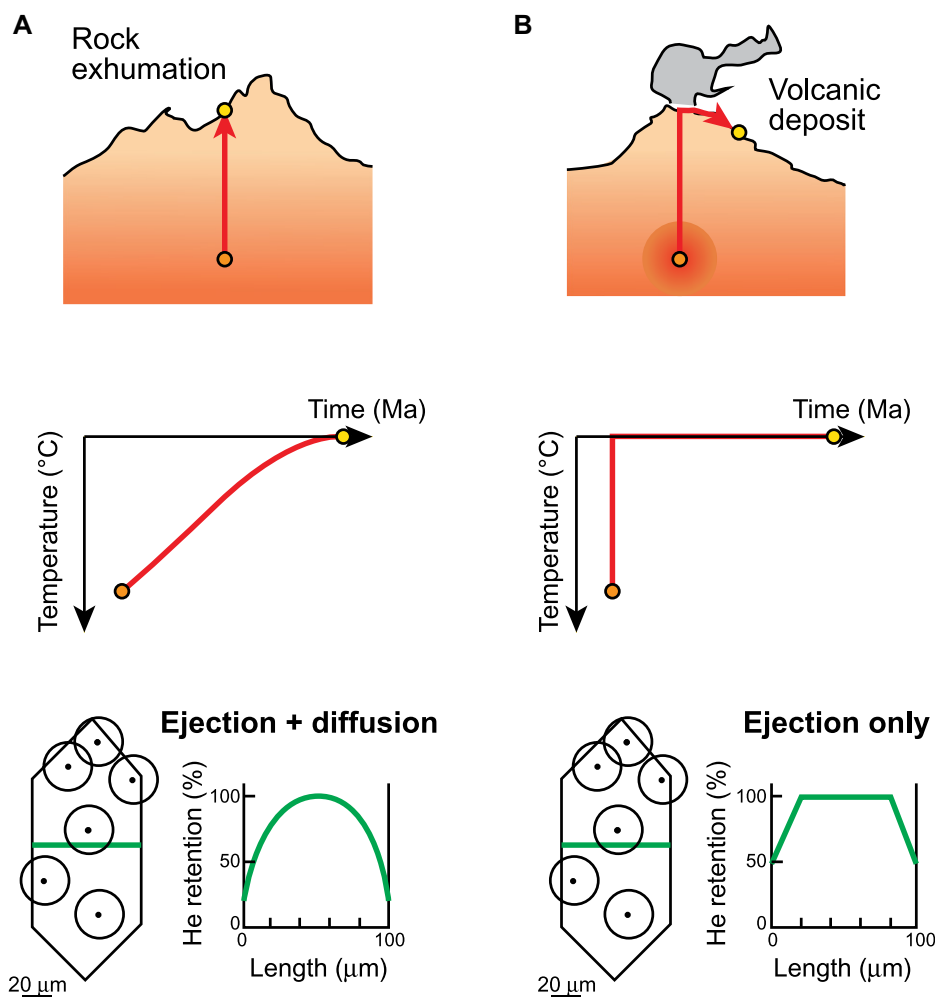 A
Rock
exhumation
B
Volcanic
deposit
Time (Ma)
Temperature (°C)
Time (Ma)
Temperature (°C)
Ejection + diffusion
He retention (%)
100
50
0
0
100
Length (μm)
20 μm
Ejection only
He retention (%)
100
50
0
0
100
Length (μm)
20 μm